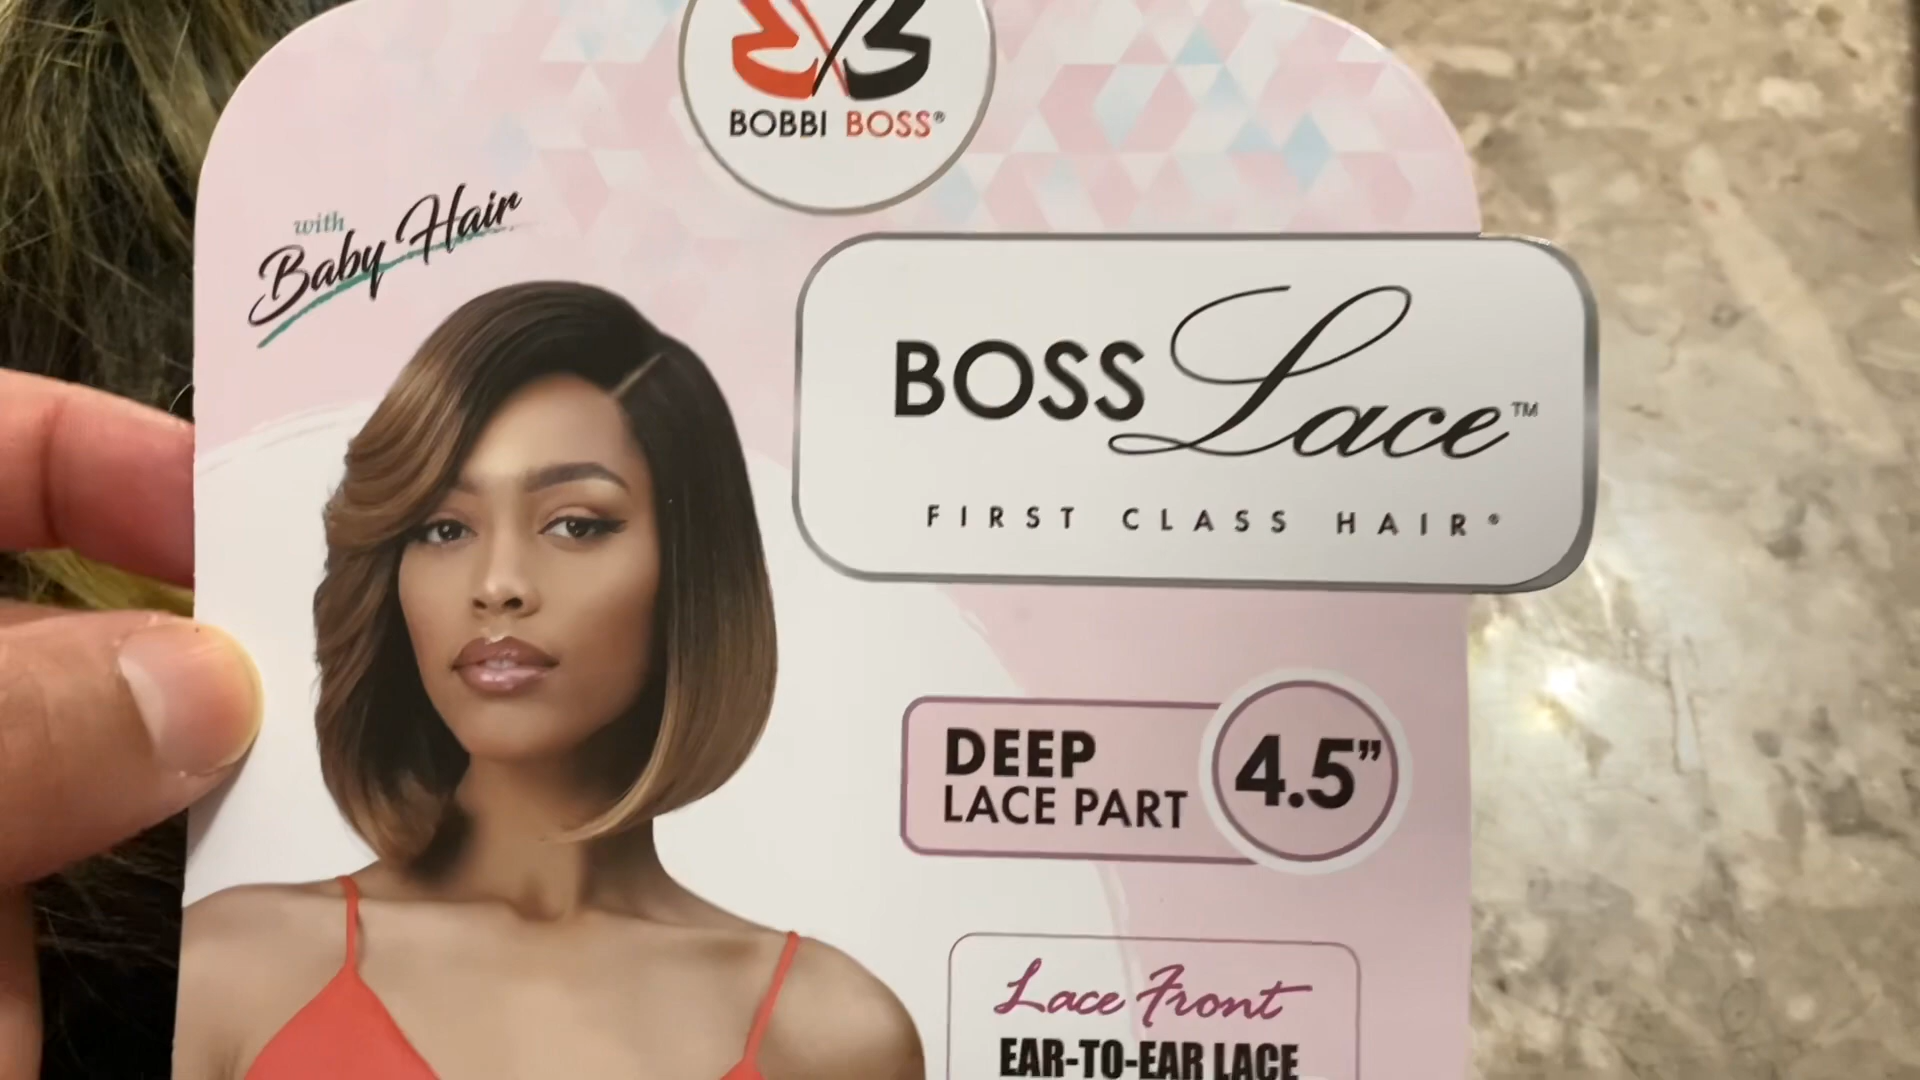 BOBBI BOSS®
with
Baby Hair
BOSS Lace™
FIRST CLASS HAIR®
DEEP
LACE PART
4.5”
Lace Front
EAR-TO-EAR LACE